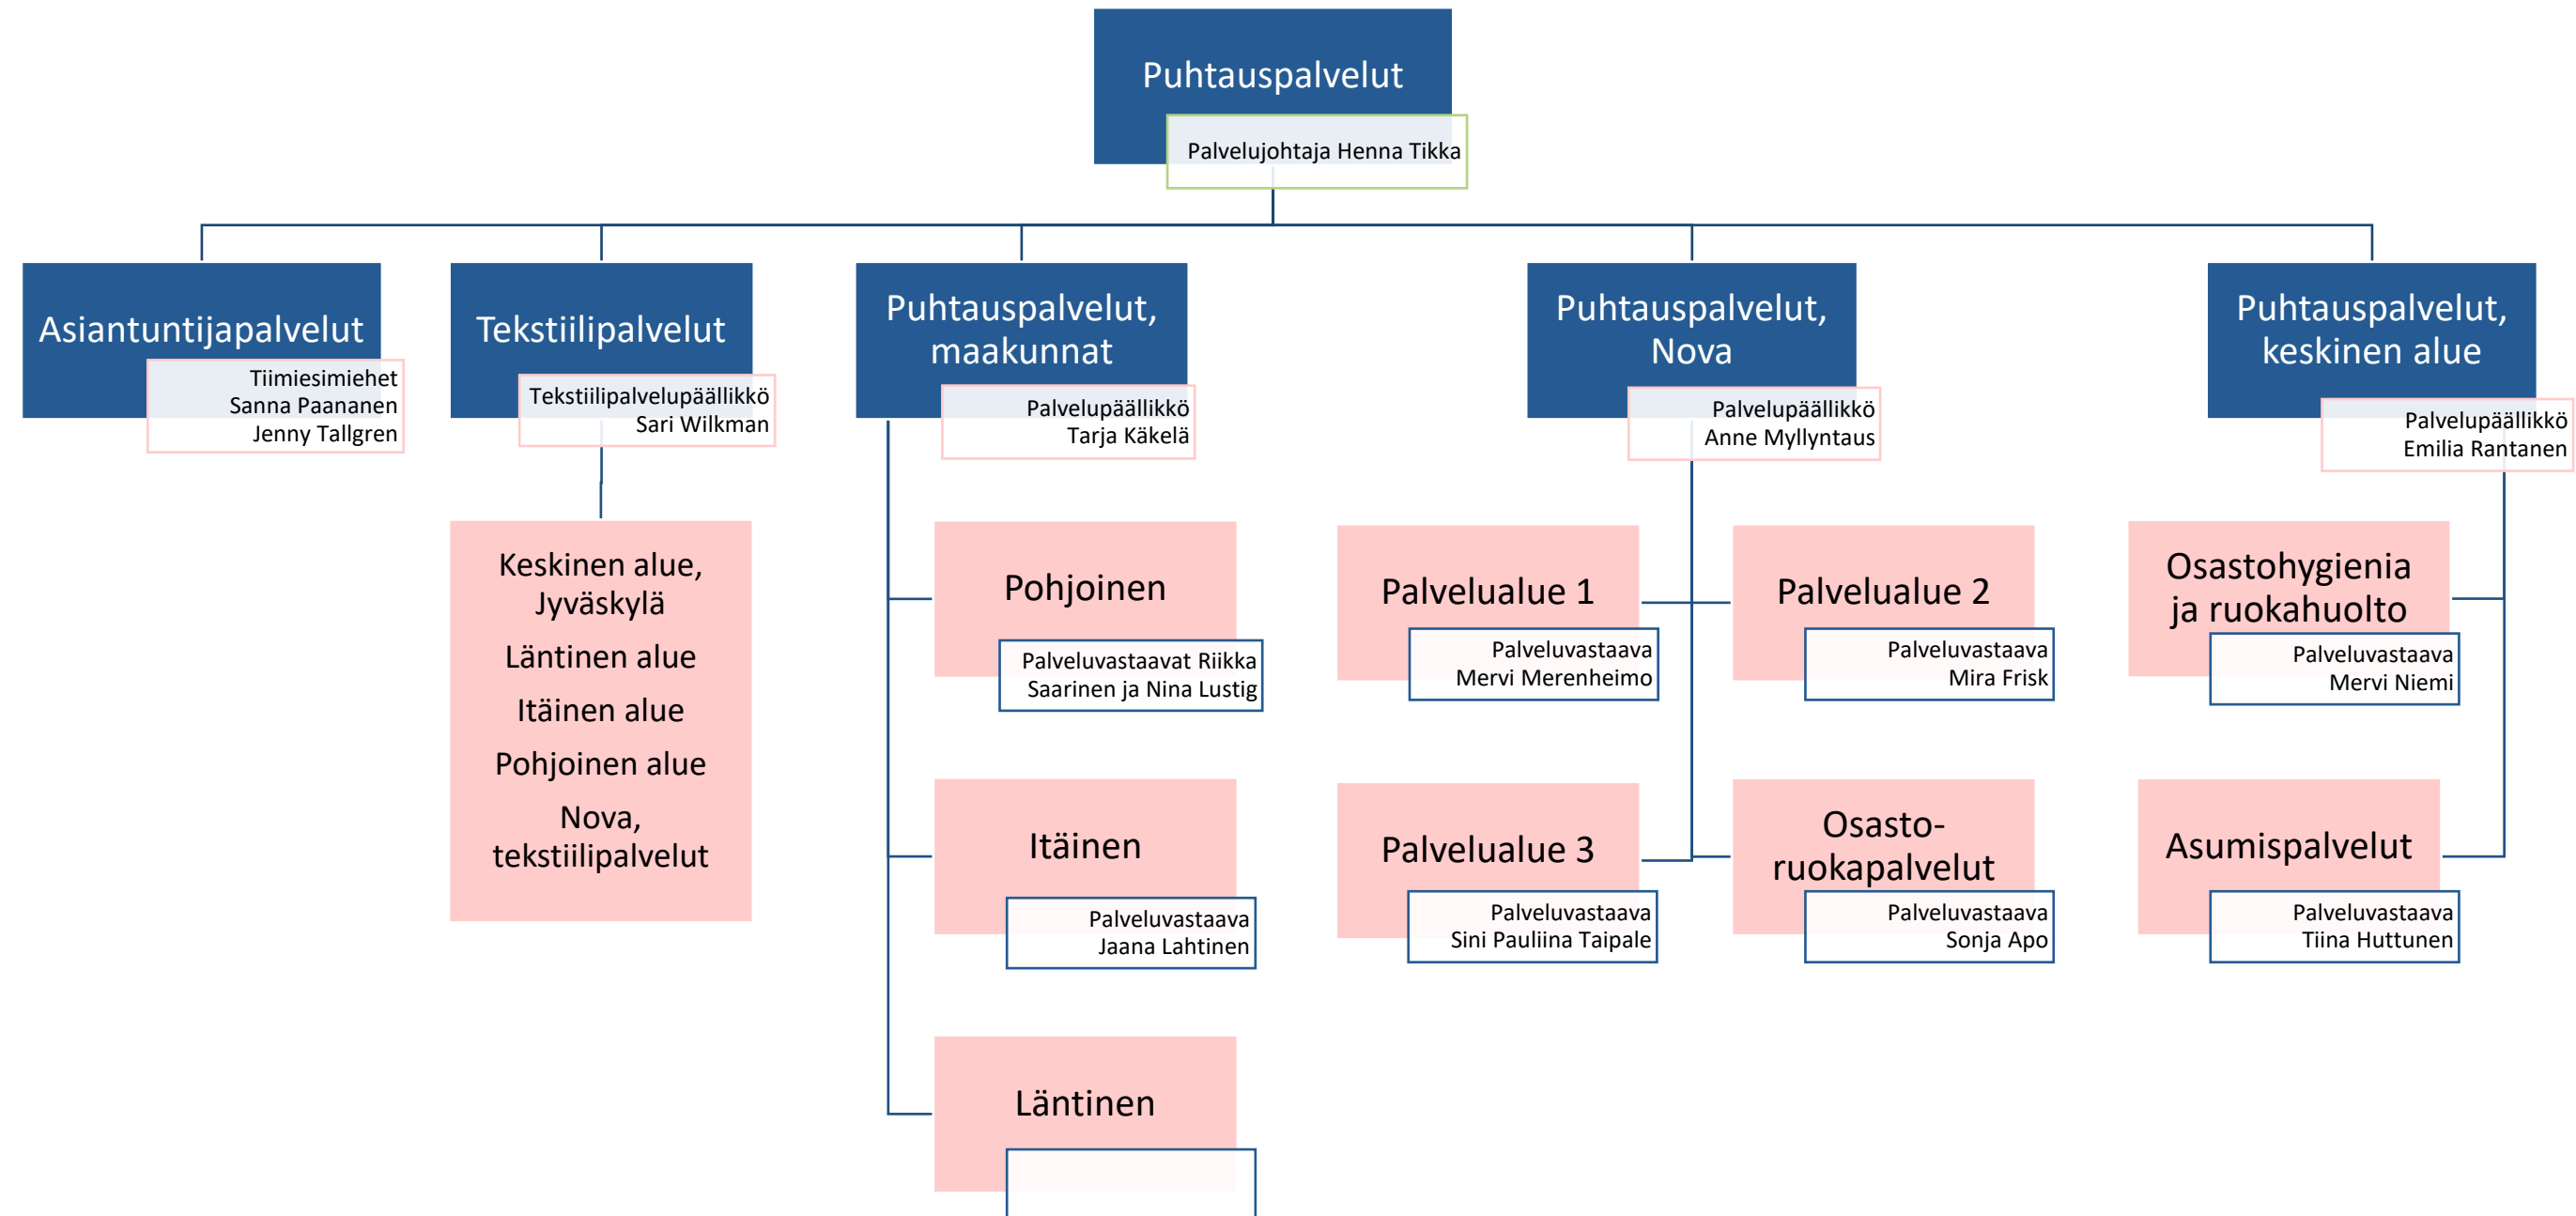 Puhtauspalvelut
Palvelujohtaja Henna Tikka
Asiantuntijapalvelut
Tiimiesimiehet
Sanna Paananen
Jenny Tallgren
Tekstiilipalvelut
Tekstiilipalvelupäällikkö
Sari Wilkman
Keskinen alue,
Jyväskylä
Läntinen alue
Itäinen alue
Pohjoinen alue
Nova,
tekstiilipalvelut
Puhtauspalvelut,
maakunnat
Palvelupäällikkö
Tarja Käkelä
Pohjoinen
Palveluvastaavat Riikka
Saarinen ja Nina Lustig
Itäinen
Palveluvastaava
Jaana Lahtinen
Läntinen
Puhtauspalvelut,
Nova
Palvelupäällikkö
Anne Myllyntaus
Palvelualue 1
Palveluvastaava
Mervi Merenheimo
Palvelualue 2
Palveluvastaava
Mira Frisk
Palvelualue 3
Palveluvastaava
Sini Pauliina Taipale
Osasto-
ruokapalvelut
Palveluvastaava
Sonja Apo
Puhtauspalvelut,
keskinen alue
Palvelupäällikkö
Emilia Rantanen
Osastohygienia
ja ruokahuolto
Palveluvastaava
Mervi Niemi
Asumispalvelut
Palveluvastaava
Tiina Huttunen